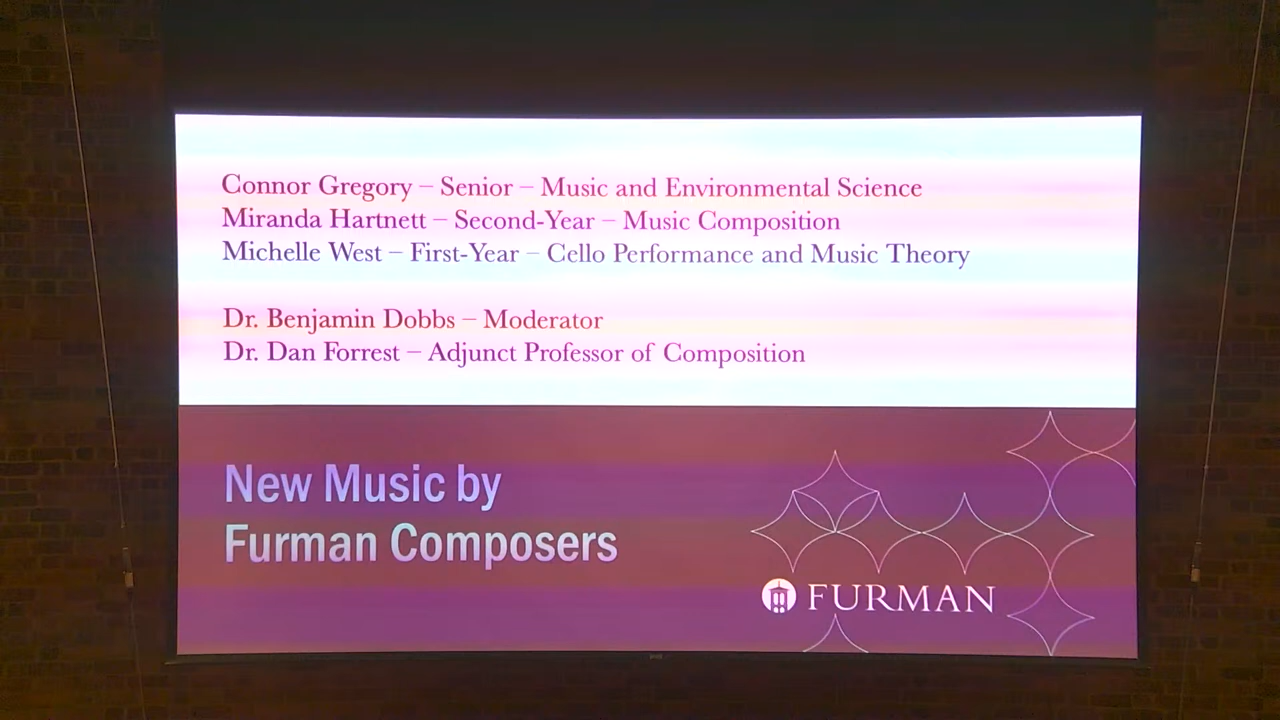 Connor Gregory – Senior – Music and Environmental Science
Miranda Hartnett – Second-Year – Music Composition
Michelle West – First-Year – Cello Performance and Music Theory
Dr. Benjamin Dobbs – Moderator
Dr. Dan Forrest – Adjunct Professor of Composition
New Music by
Furman Composers
FURMAN